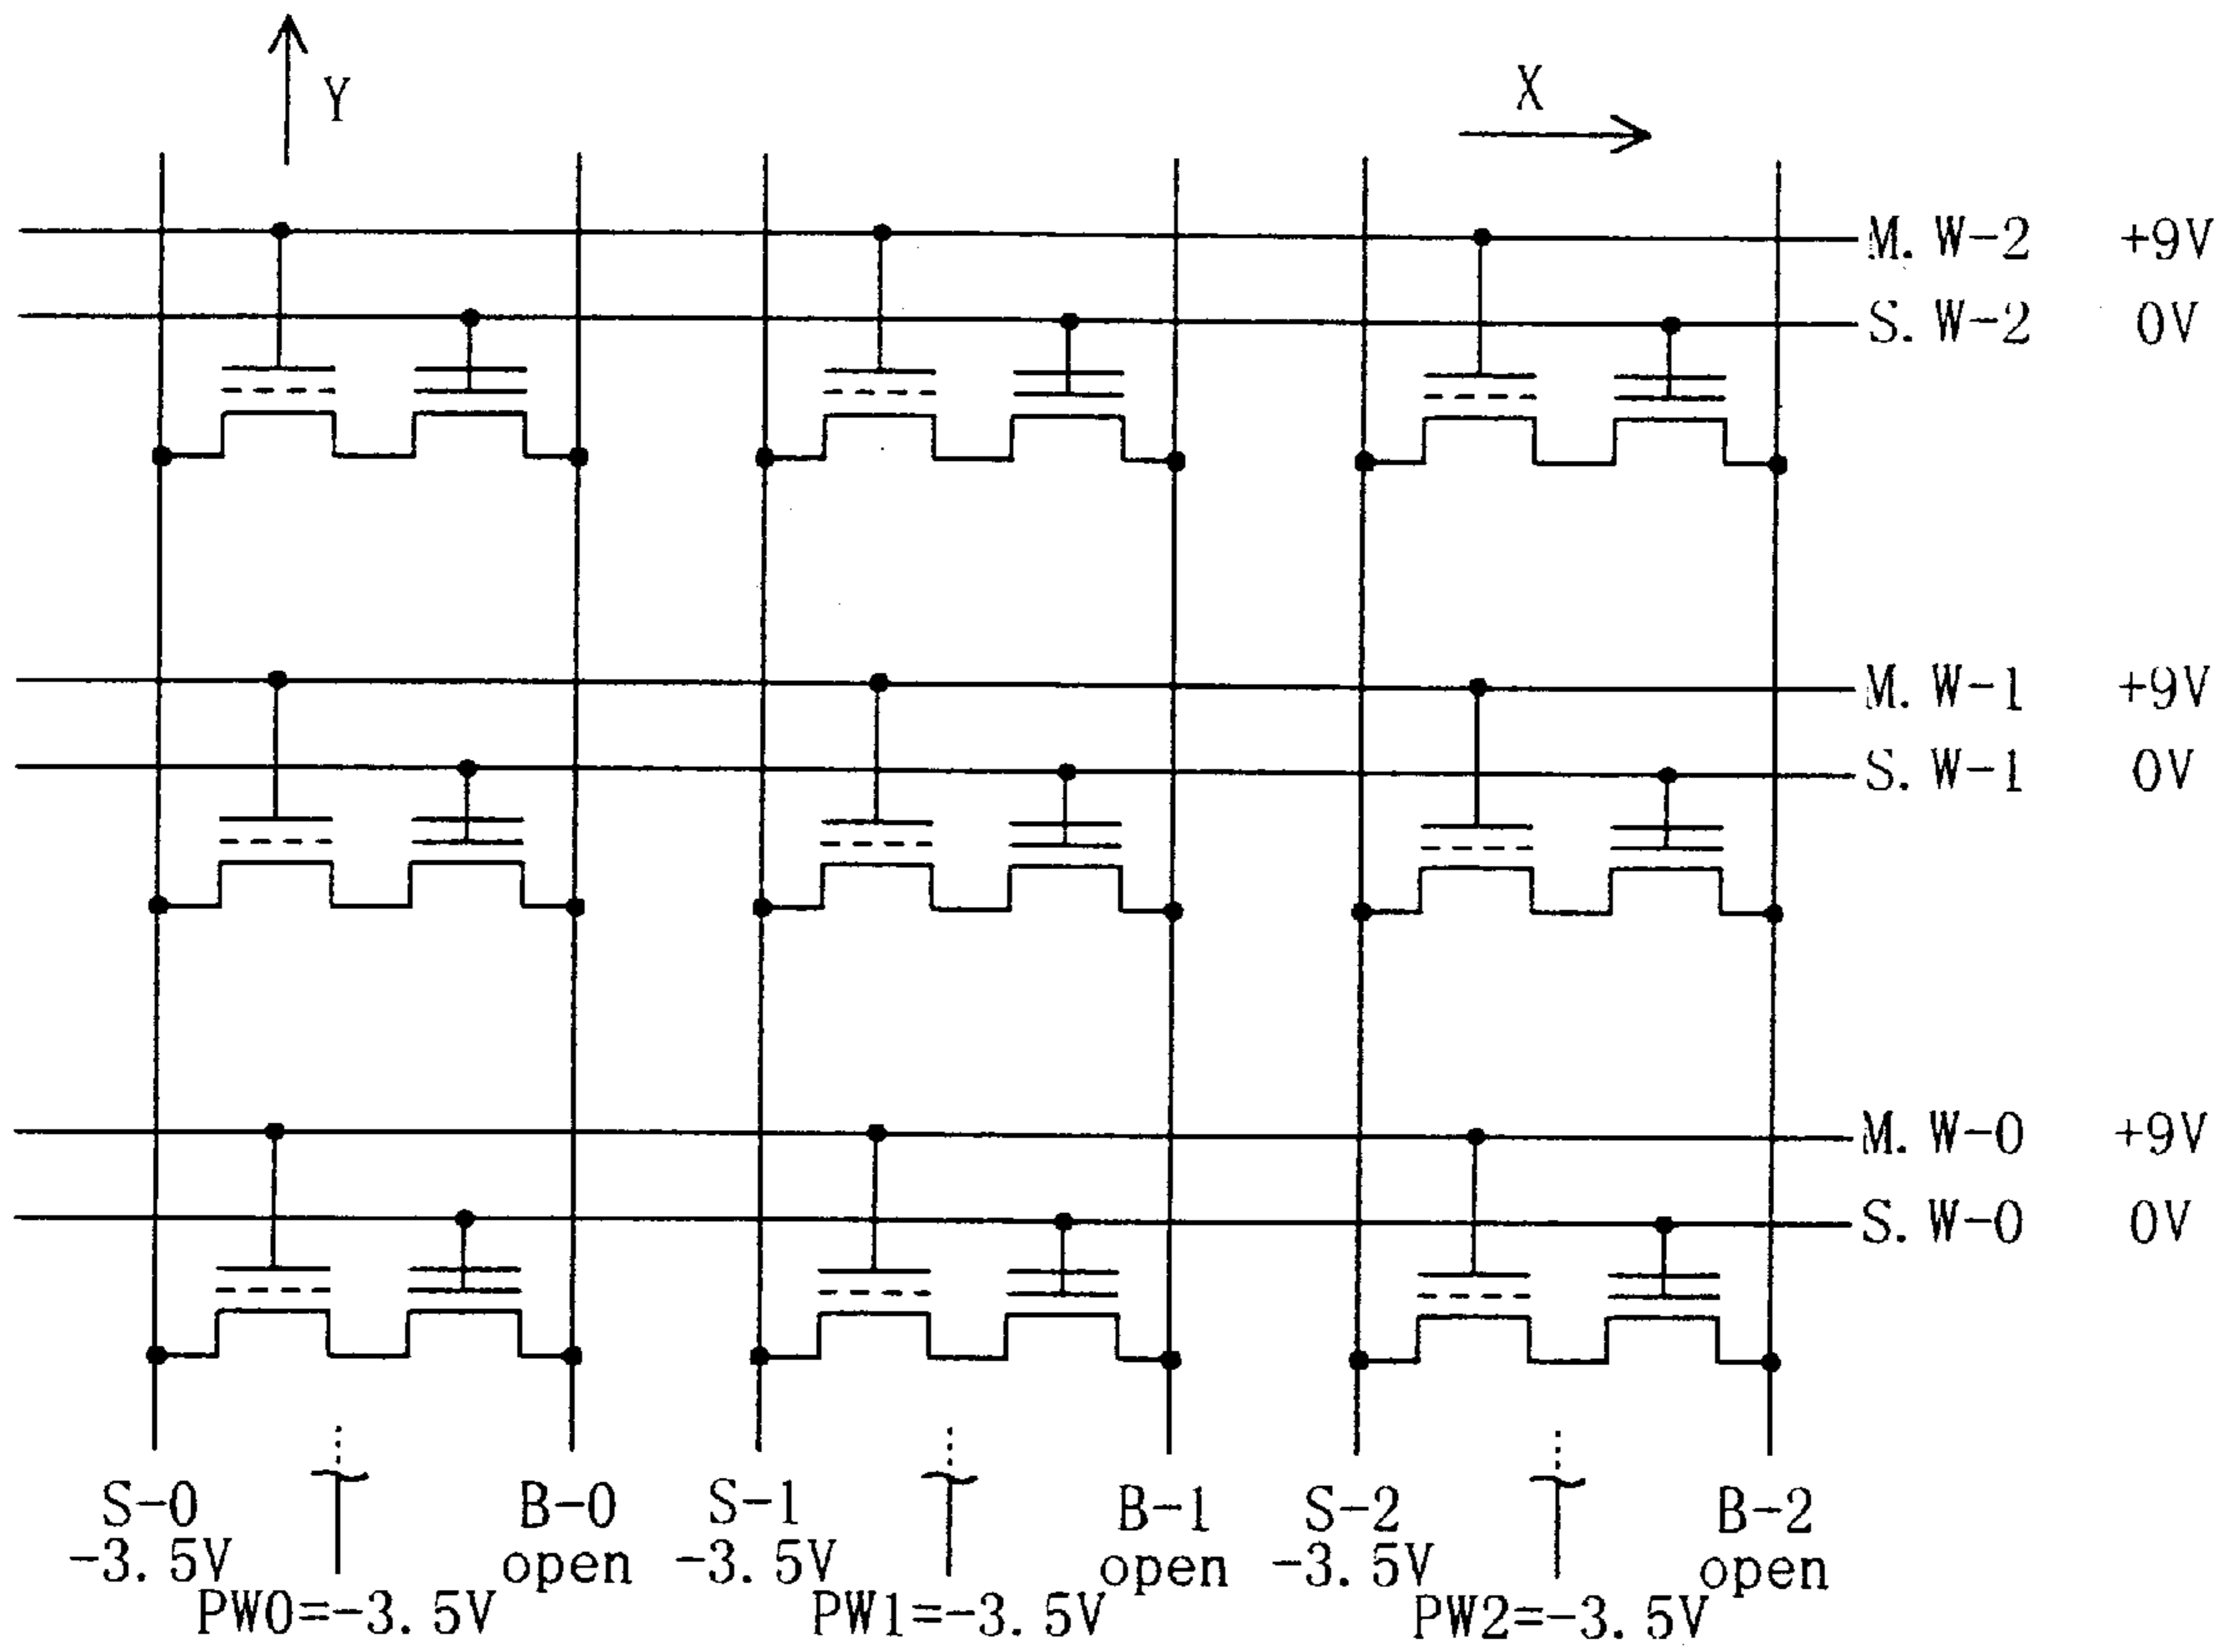 Y
X
M. W-2 +9V
S. W-2 0V
M. W-1 +9V
S. W-1 0V
M. W-0 +9V
S. W-0 0V
S-0 B-0 S-1 B-1 S-2 B-2
-3. 5V open -3. 5V open -3. 5V open
PW0=-3. 5V PW1=-3. 5V PW2=-3. 5V